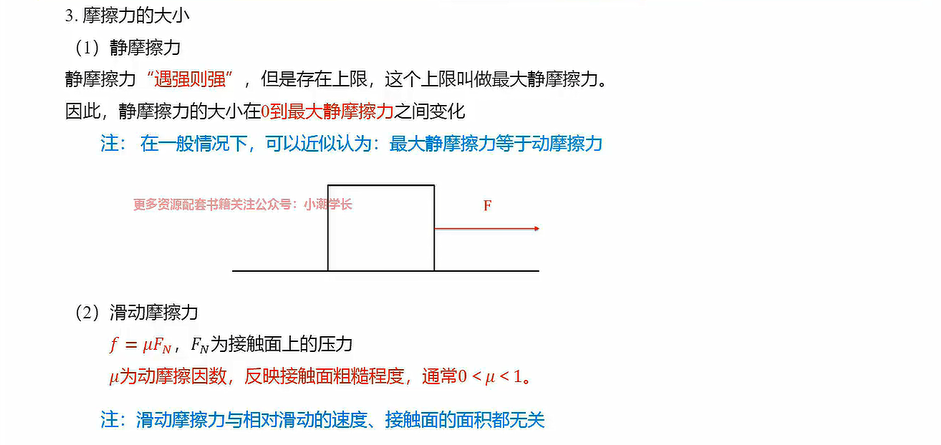 3. 摩擦力的大小
（1）静摩擦力
静摩擦力“遇强则强”，但是存在上限，这个上限叫做最大静摩擦力。
因此，静摩擦力的大小在0到最大静摩擦力之间变化
注： 在一般情况下，可以近似认为：最大静摩擦力等于动摩擦力
更多资源配套书籍关注公众号：小潮学长
F
（2）滑动摩擦力
f = μF_N，F_N为接触面上的压力
μ为动摩擦因数，反映接触面粗糙程度，通常0 < μ < 1。
注：滑动摩擦力与相对滑动的速度、接触面的面积都无关